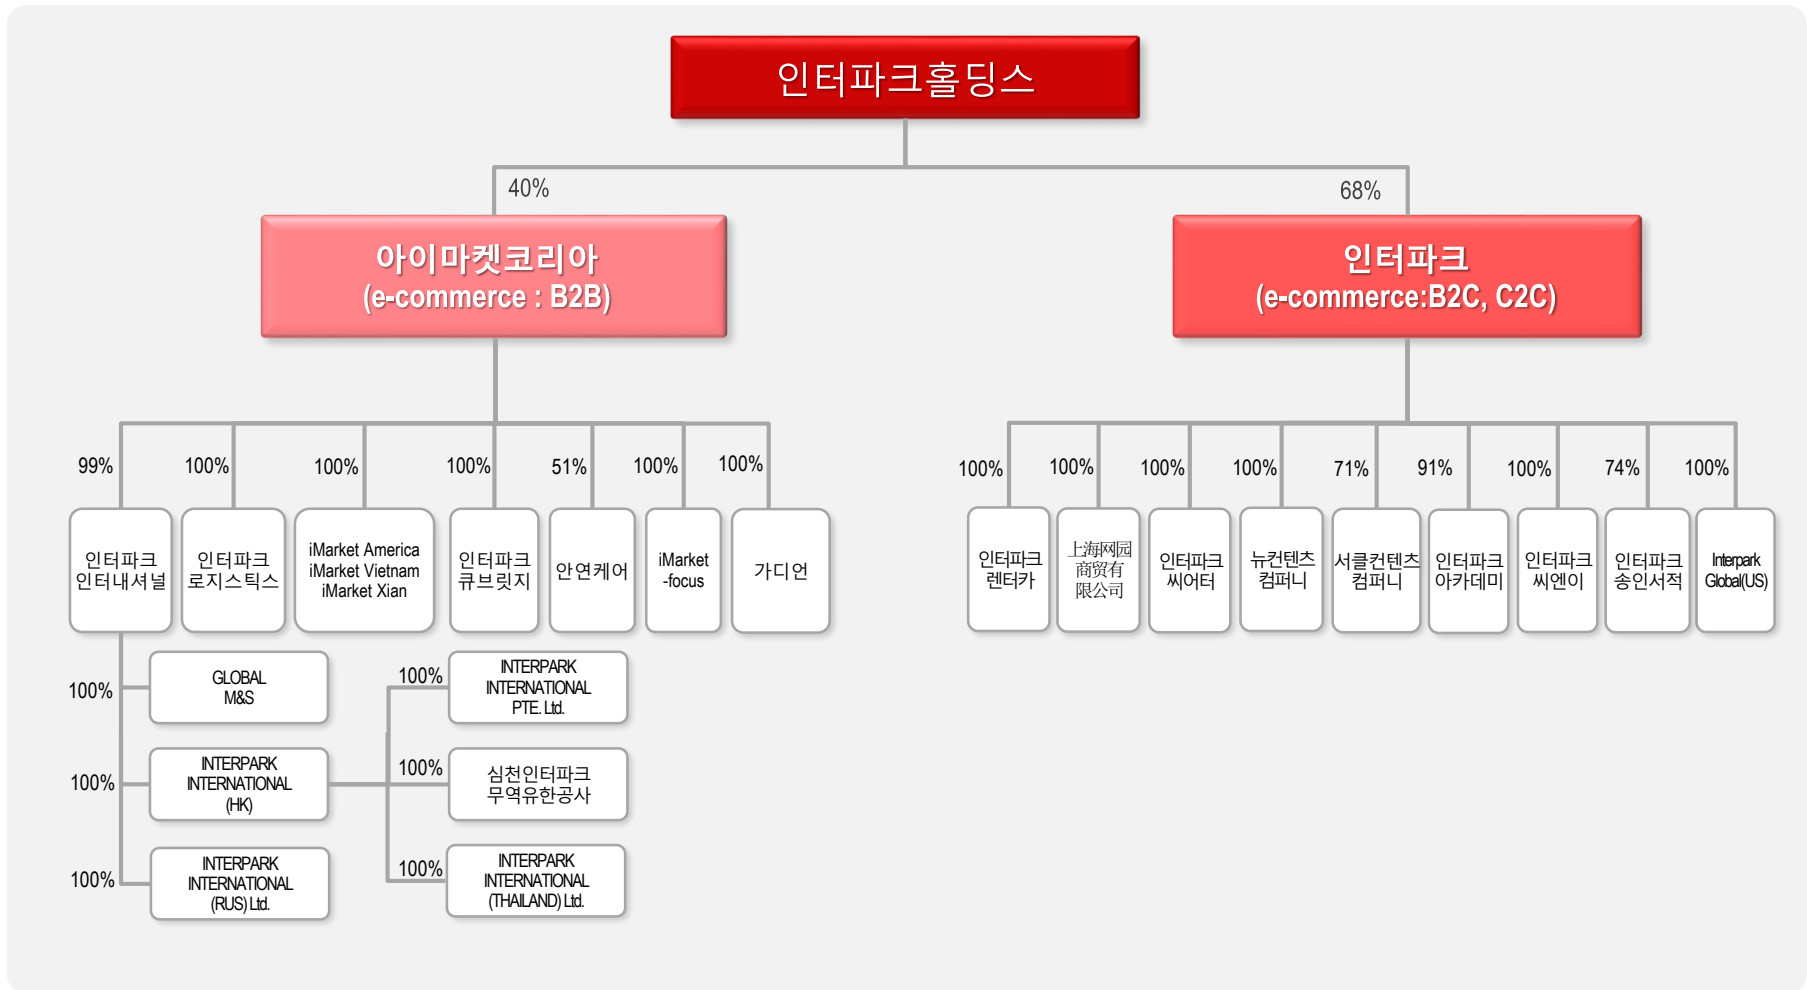 인터파크홀딩스
40%
68%
아이마켓코리아
(e-commerce : B2B)
인터파크
(e-commerce:B2C, C2C)
99%
100%
100%
100%
51%
100%
100%
100%
100%
100%
100%
71%
91%
100%
74%
100%
인터파크
인터내셔널
인터파크
로지스틱스
iMarket America
iMarket Vietnam
iMarket Xian
인터파크
큐브릿지
안연케어
iMarket
-focus
가디언
인터파크
렌터카
上海网园
商贸有
限公司
인터파크
씨어터
뉴컨텐츠
컴퍼니
서클컨텐츠
컴퍼니
인터파크
아카데미
인터파크
씨엔이
인터파크
송인서적
Interpark
Global(US)
100%
GLOBAL
M&S
100%
INTERPARK
INTERNATIONAL
PTE. Ltd.
100%
INTERPARK
INTERNATIONAL
(HK)
100%
심천인터파크
무역유한공사
100%
INTERPARK
INTERNATIONAL
(RUS) Ltd.
100%
INTERPARK
INTERNATIONAL
(THAILAND) Ltd.